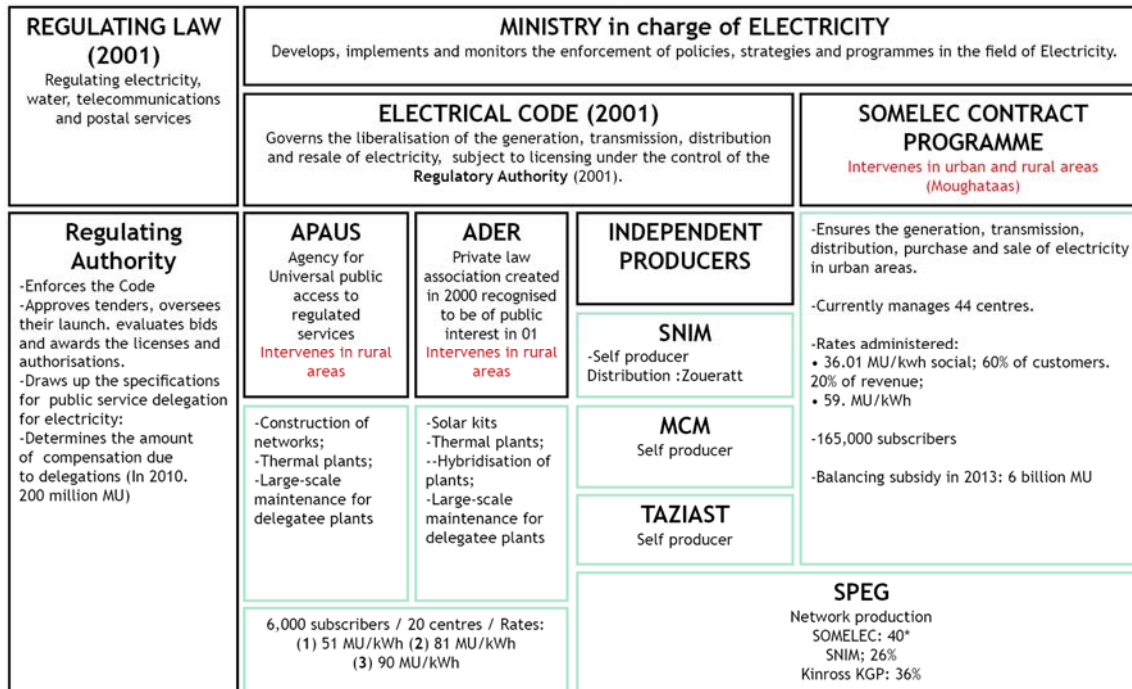 REGULATING LAW
(2001)
Regulating electricity,
water, telecommunications
and postal services
MINISTRY in charge of ELECTRICITY
Develops, implements and monitors the enforcement of policies, strategies and programmes in the field of Electricity.
ELECTRICAL CODE (2001)
Governs the liberalisation of the generation, transmission, distribution
and resale of electricity, subject to licensing under the control of the
Regulatory Authority (2001).
SOMELEC CONTRACT
PROGRAMME
Intervenes in urban and rural areas
(Moughataas)
Regulating
Authority
-Enforces the Code
-Approves tenders, oversees
their launch. evaluates bids
and awards the licenses and
authorisations.
-Draws up the specifications
for public service delegation
for electricity:
-Determines the amount
of compensation due
to delegations (In 2010.
200 million MU)
APAUS
Agency for
Universal public
access to
regulated
services
Intervenes in rural
areas
-Construction of
networks;
-Thermal plants;
-Large-scale
maintenance for
delegatee plants
ADER
Private law
association created
in 2000 recognised
to be of public
interest in 01
Intervenes in rural
areas
-Solar kits
-Thermal plants;
--Hybridisation of
plants;
-Large-scale
maintenance for
delegatee plants
6,000 subscribers / 20 centres / Rates:
(1) 51 MU/kWh (2) 81 MU/kWh
(3) 90 MU/kWh
INDEPENDENT
PRODUCERS
SNIM
-Self producer
Distribution :Zoueratt
MCM
Self producer
TAZIAST
Self producer
-Ensures the generation, transmission,
distribution, purchase and sale of electricity
in urban areas.
-Currently manages 44 centres.
-Rates administered:
• 36.01 MU/kwh social; 60% of customers.
20% of revenue;
• 59. MU/kWh
-165,000 subscribers
-Balancing subsidy in 2013: 6 billion MU
SPEG
Network production
SOMELEC: 40*
SNIM; 26%
Kinross KGP: 36%